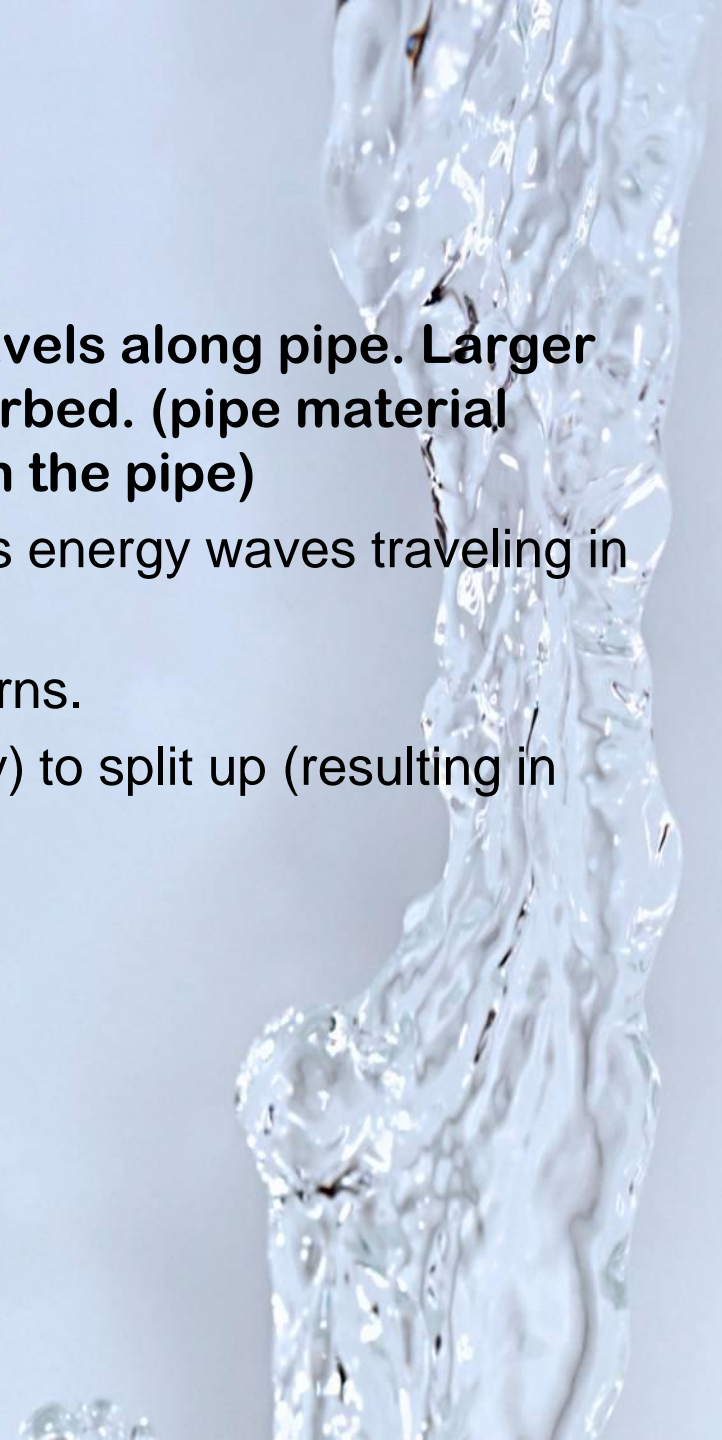 vels along pipe. Larger
rbed. (pipe material
the pipe)
energy waves traveling in
rns.
) to split up (resulting in